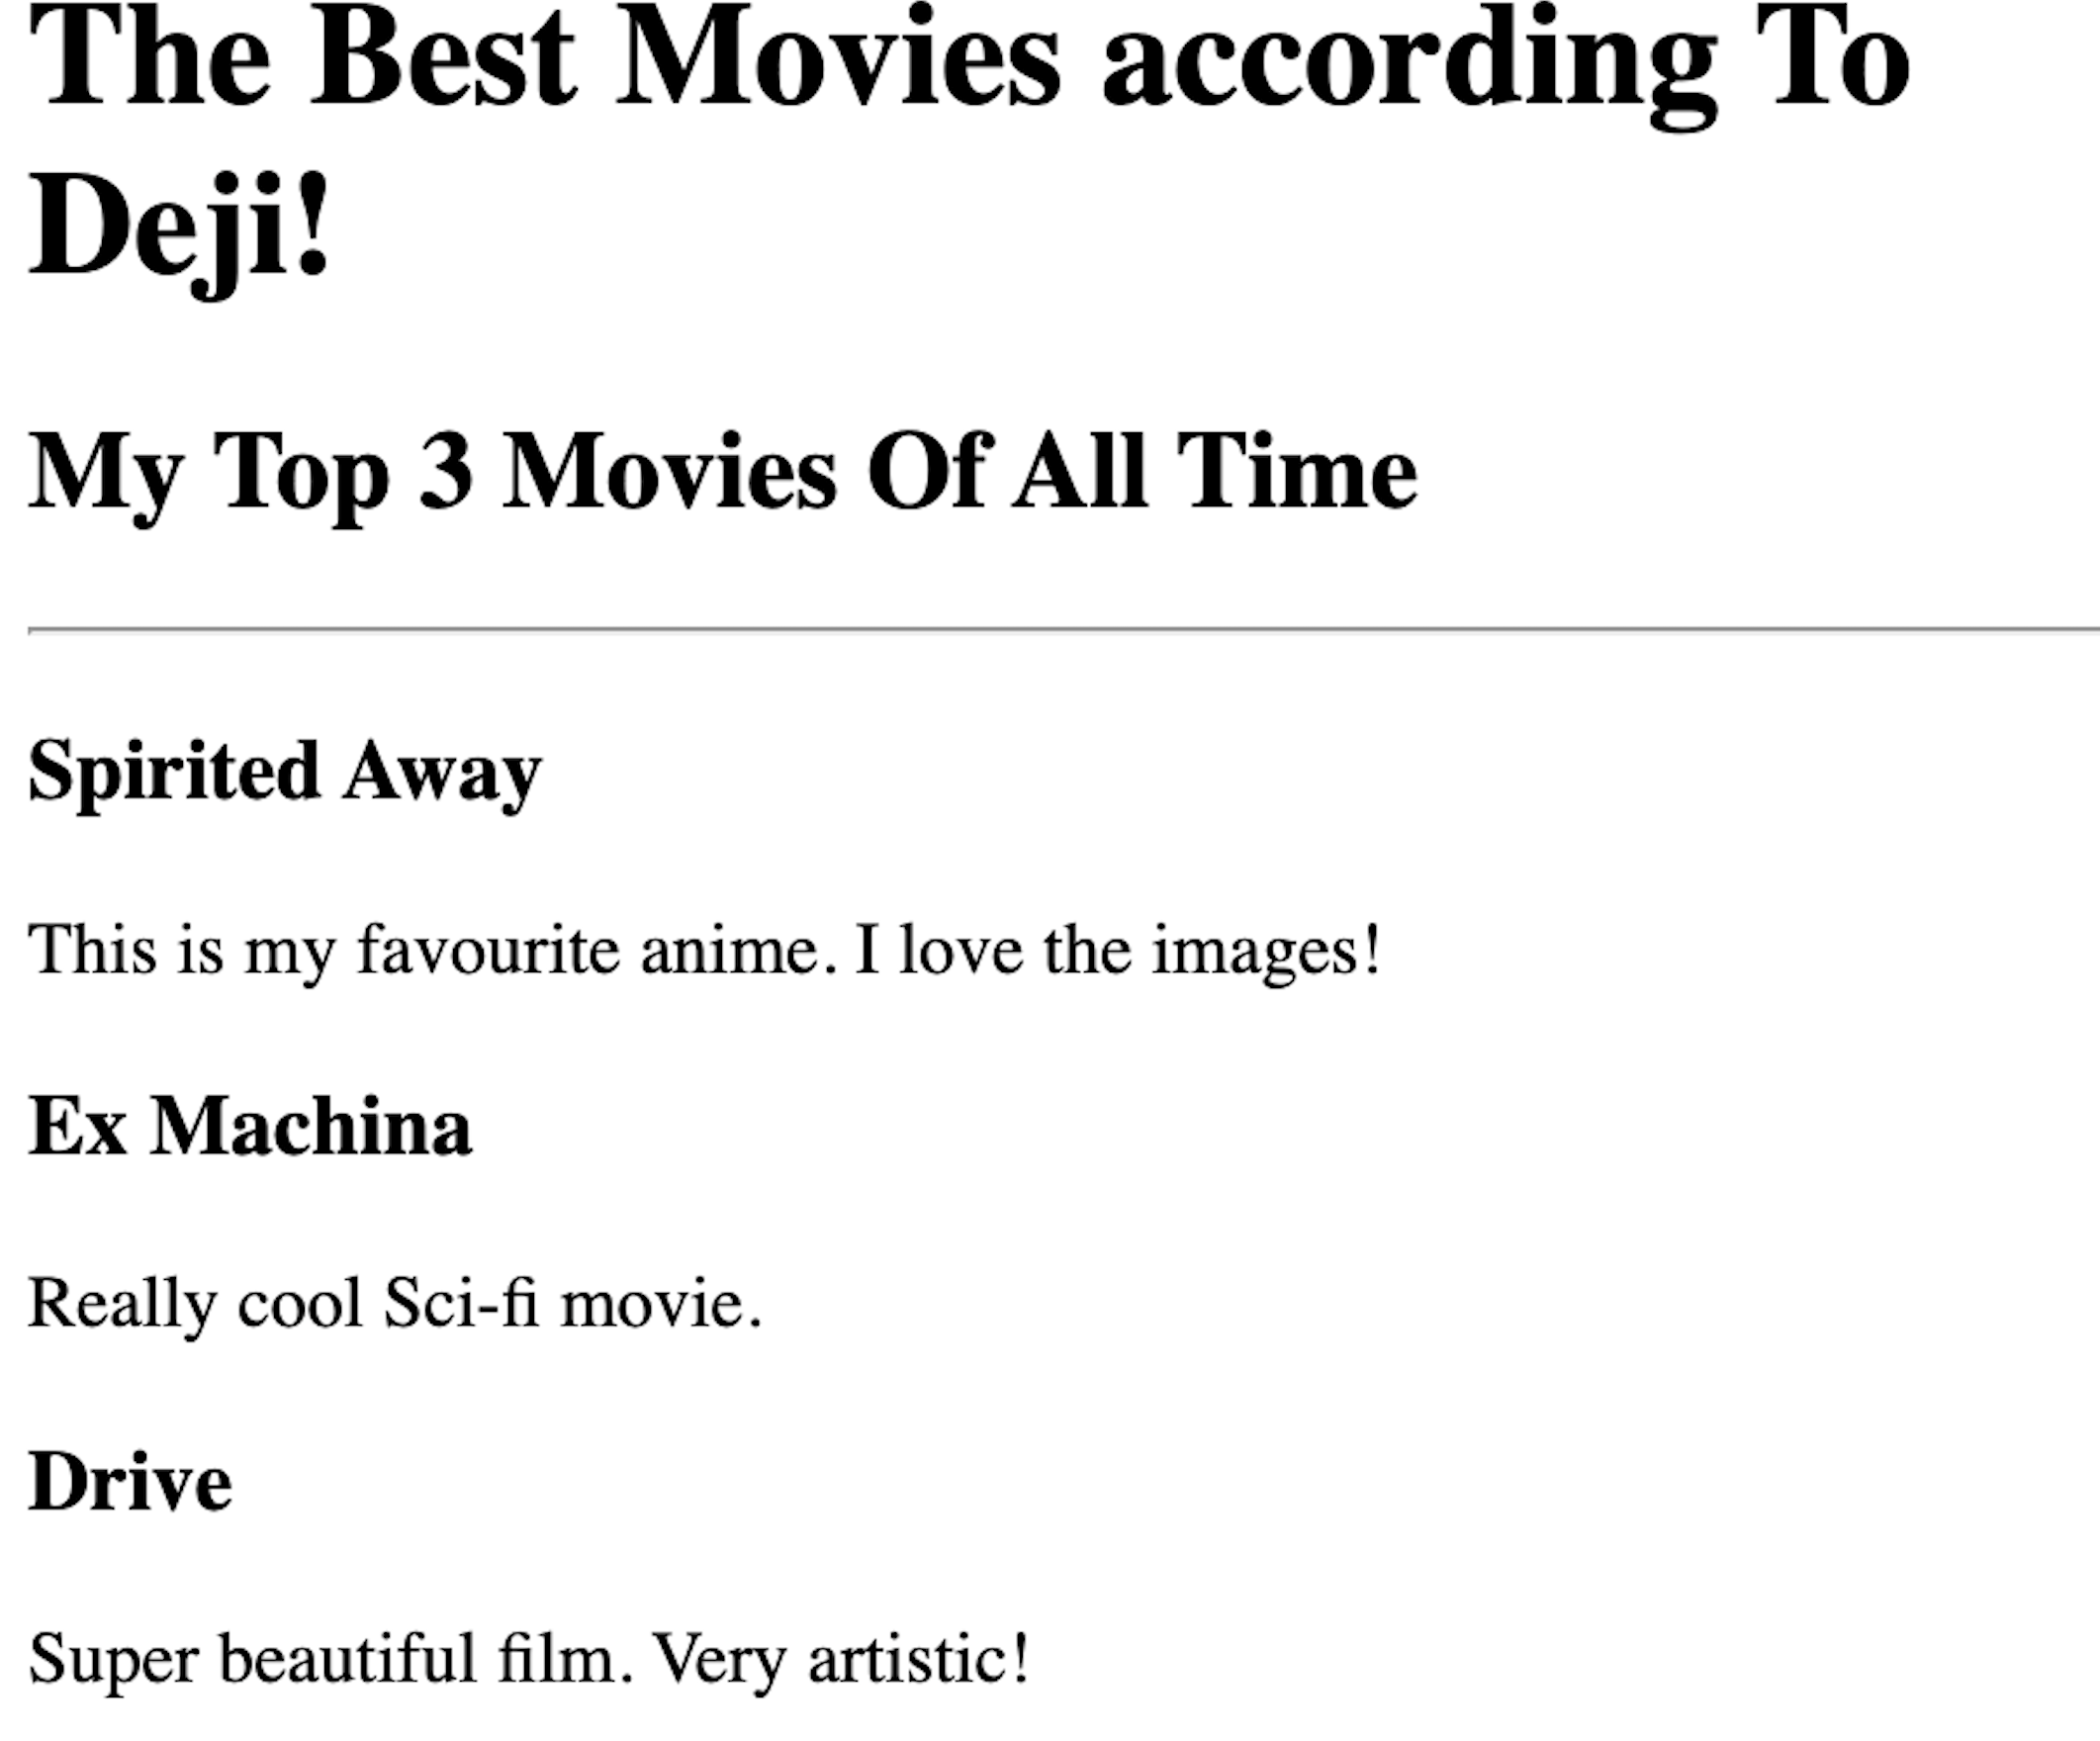 The Best Movies according To
Deji!
My Top 3 Movies Of All Time
Spirited Away
This is my favourite anime. I love the images!
Ex Machina
Really cool Sci-fi movie.
Drive
Super beautiful film. Very artistic!